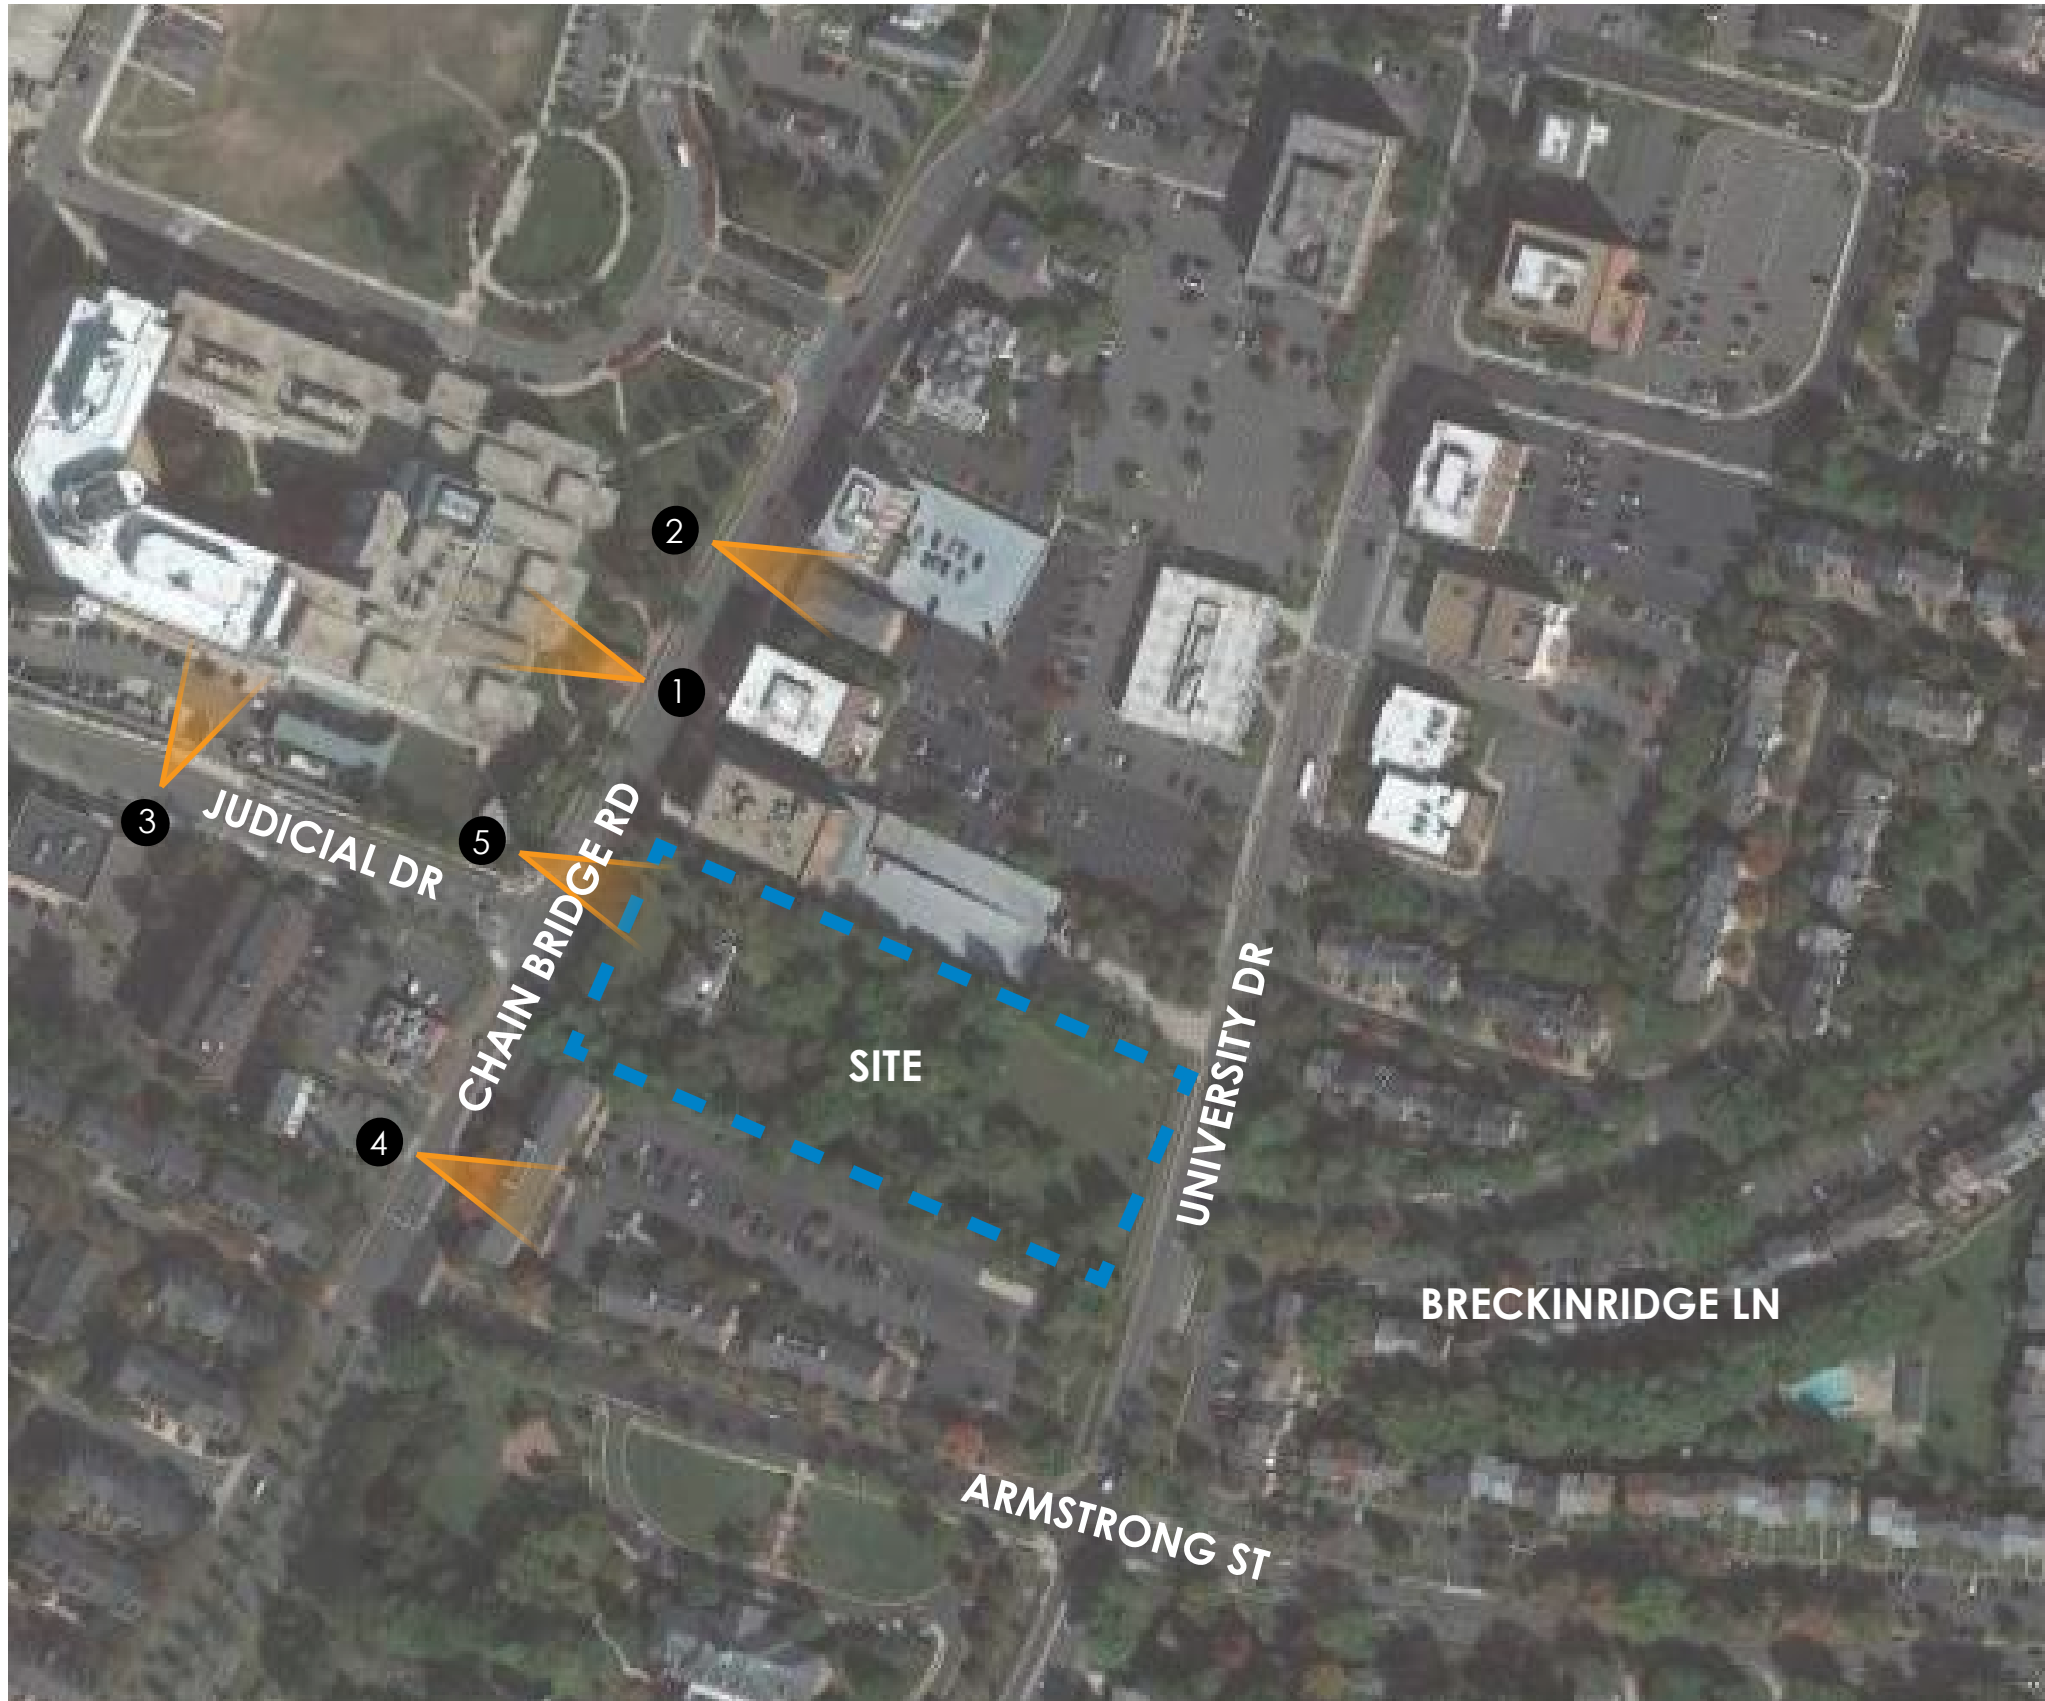 2
1
3
JUDICIAL DR
5
CHAIN BRIDGE RD
SITE
UNIVERSITY DR
4
BRECKINRIDGE LN
ARMSTRONG ST